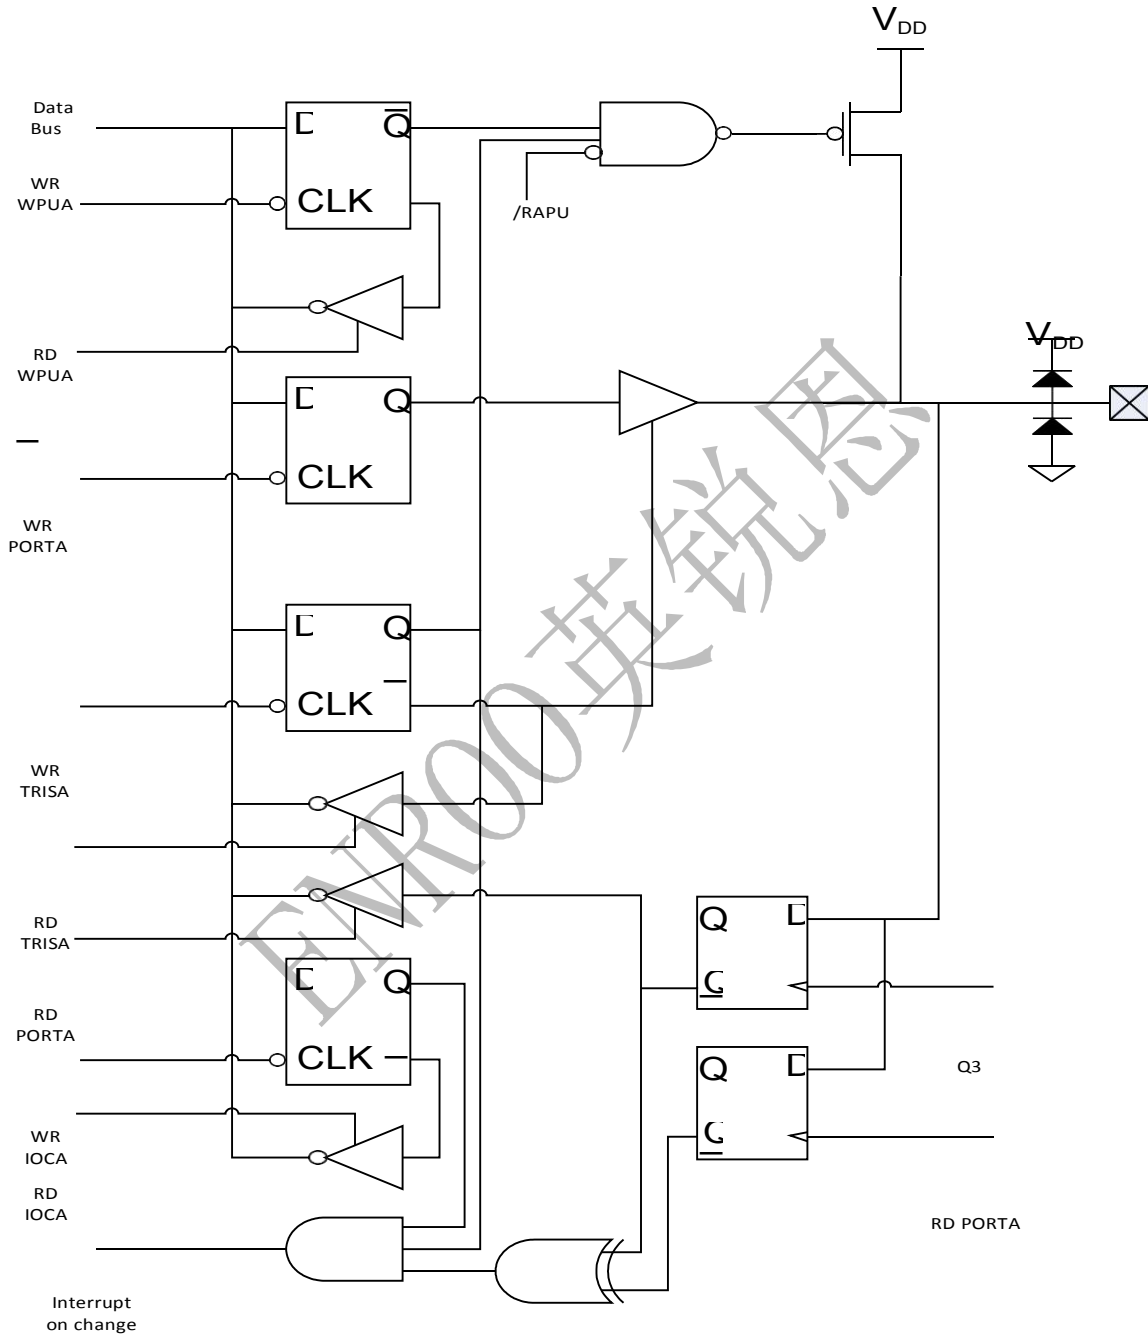 VDD
Data
Bus
D
Q
WR
WPUA
CLK
/RAPU
RD
WPUA
VDD
D
Q
CLK
WR
PORTA
D
Q
CLK
WR
TRISA
RD
TRISA
Q
D
Q
D
Q
RD
PORTA
CLK
Q
D
Q3
WR
IOCA
Q
RD
IOCA
RD PORTA
Interrupt
on change
ENROO英锐恩